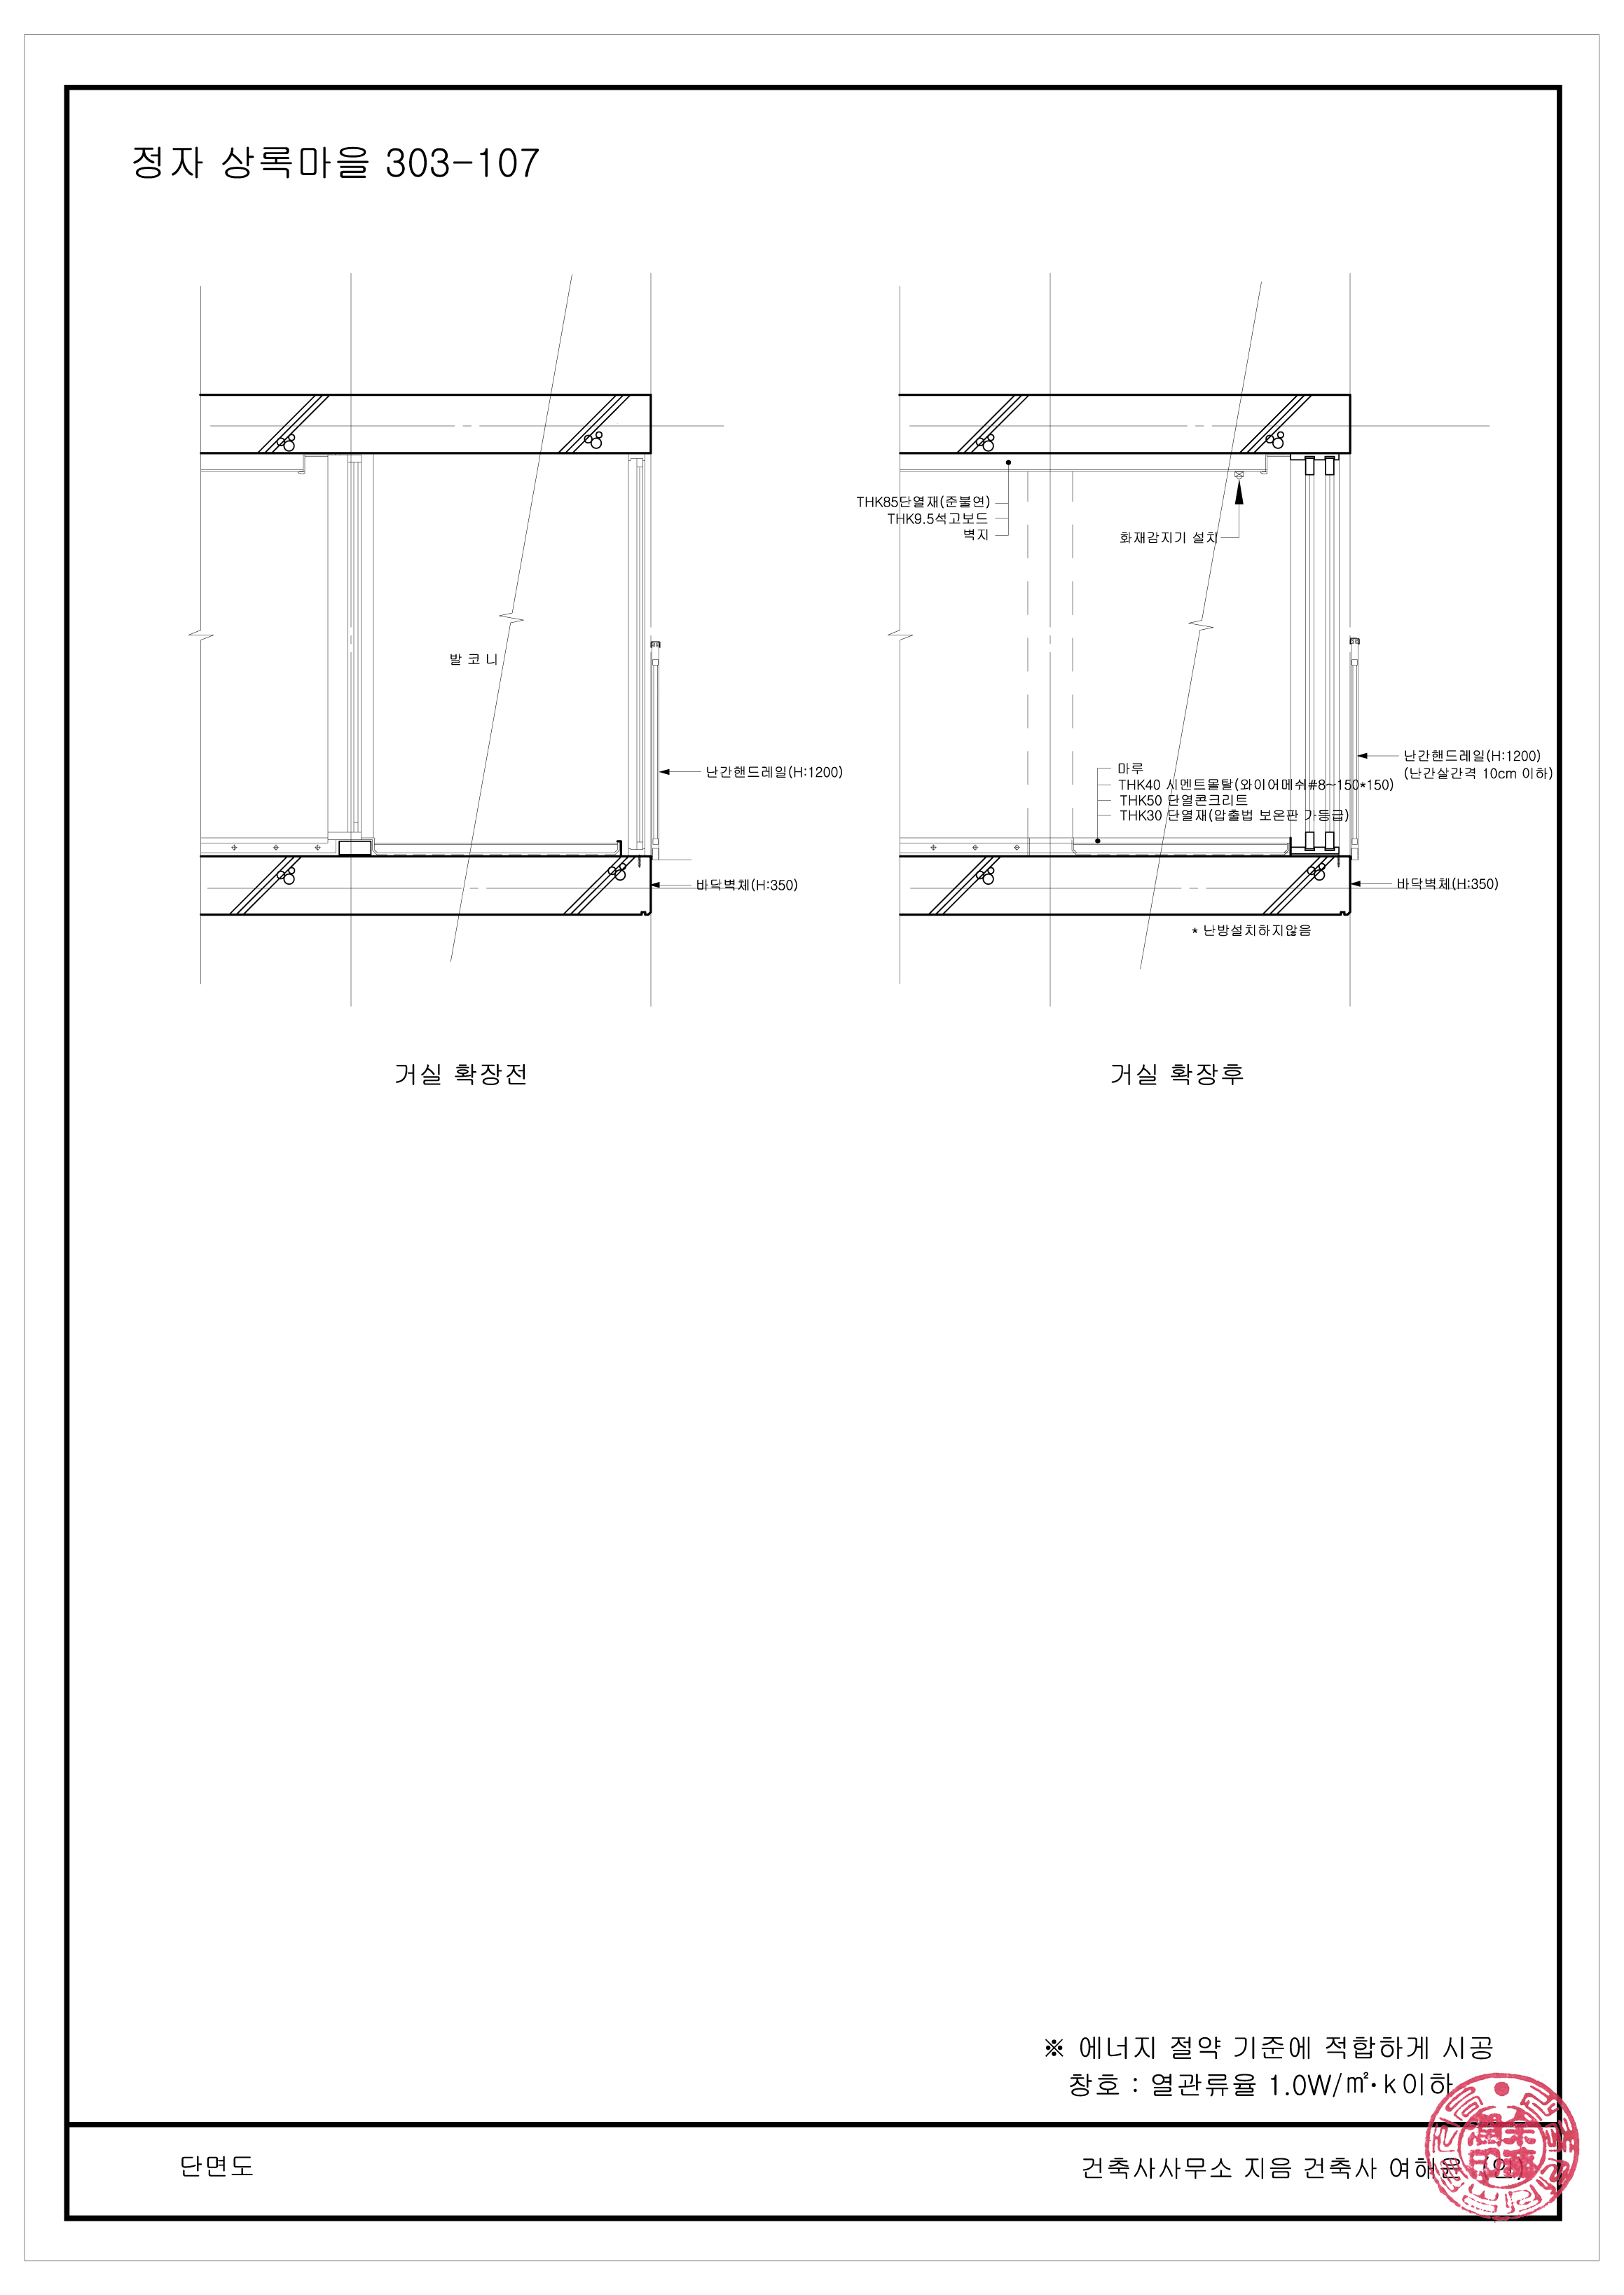 정자 상록마을 303-107
THK85단열재(준불연)
THK9.5석고보드
벽지
화재감지기 설치
발 코 니
난간핸드레일(H:1200)
난간핸드레일(H:1200)
(난간살간격 10cm 이하)
마루
THK40 시멘트몰탈(와이어메쉬#8~150*150)
THK50 단열콘크리트
THK30 단열재(압출법 보온판 가등급)
바닥벽체(H:350)
바닥벽체(H:350)
* 난방설치하지않음
거실 확장전
거실 확장후
※ 에너지 절약 기준에 적합하게 시공
창호 : 열관류율 1.0W/㎡·k이하
단면도
건축사사무소 지음 건축사 여해운 (인)